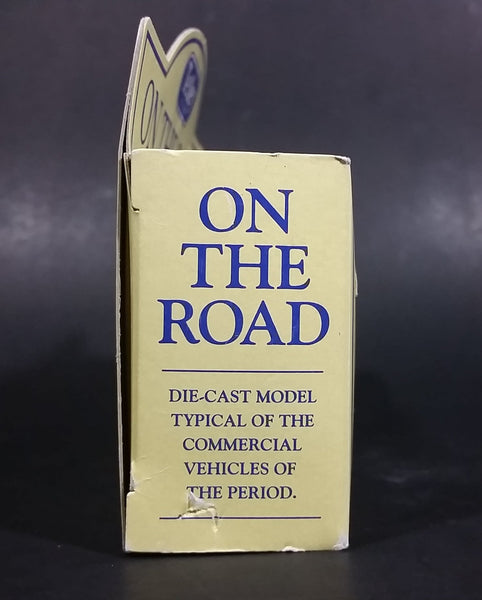 ON
THE
ROAD
DIE-CAST MODEL
TYPICAL OF THE
COMMERCIAL
VEHICLES OF
THE PERIOD.